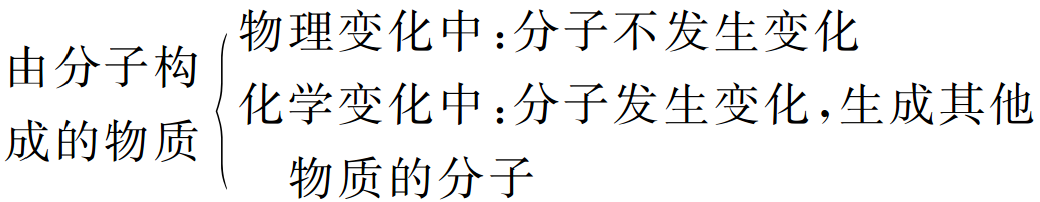 由分子构
成的物质
物理变化中:分子不发生变化
化学变化中:分子发生变化,生成其他
物质的分子